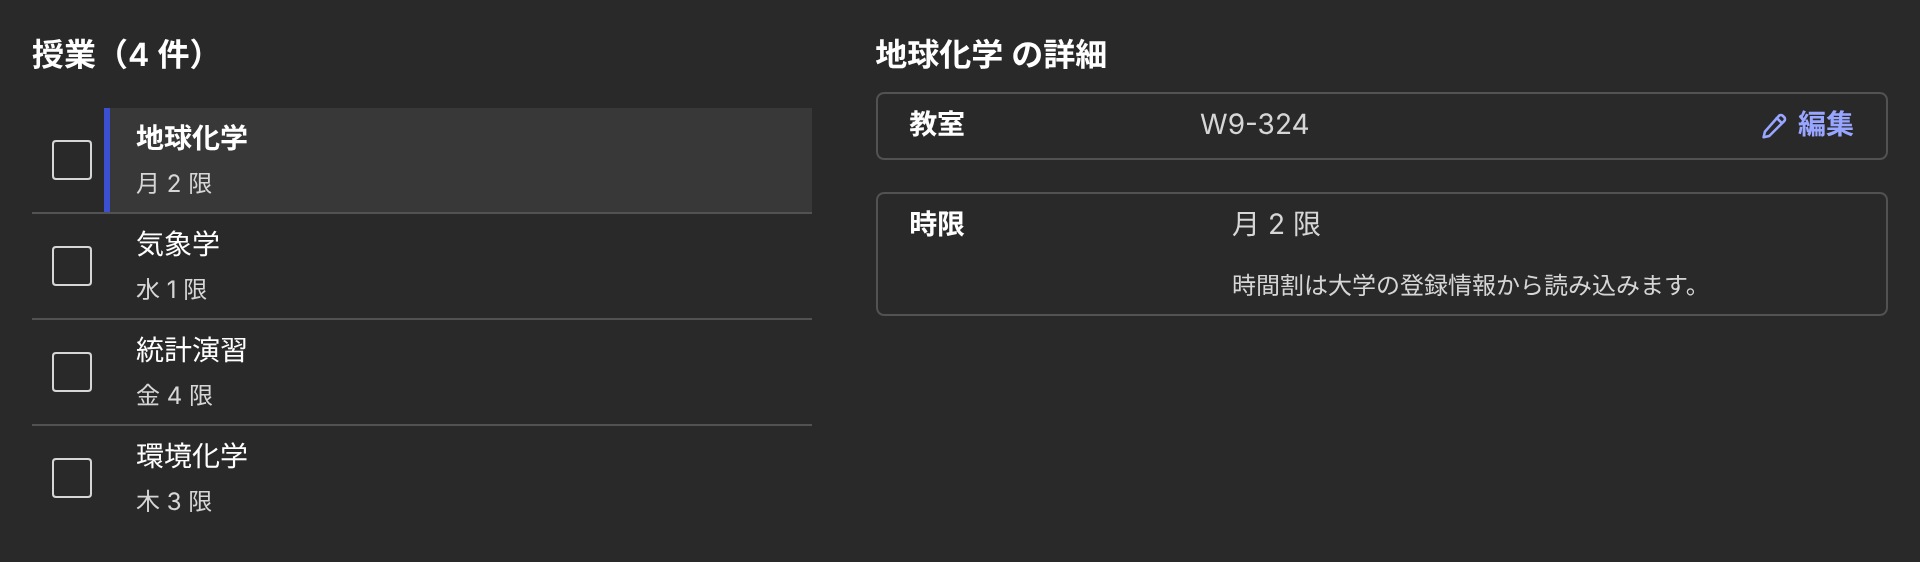 授業（4 件）
地球化学
月 2 限
気象学
水 1 限
統計演習
金 4 限
環境化学
木 3 限
地球化学 の詳細
教室 W9-324 編集
時限 月 2 限
時間割は大学の登録情報から読み込みます。